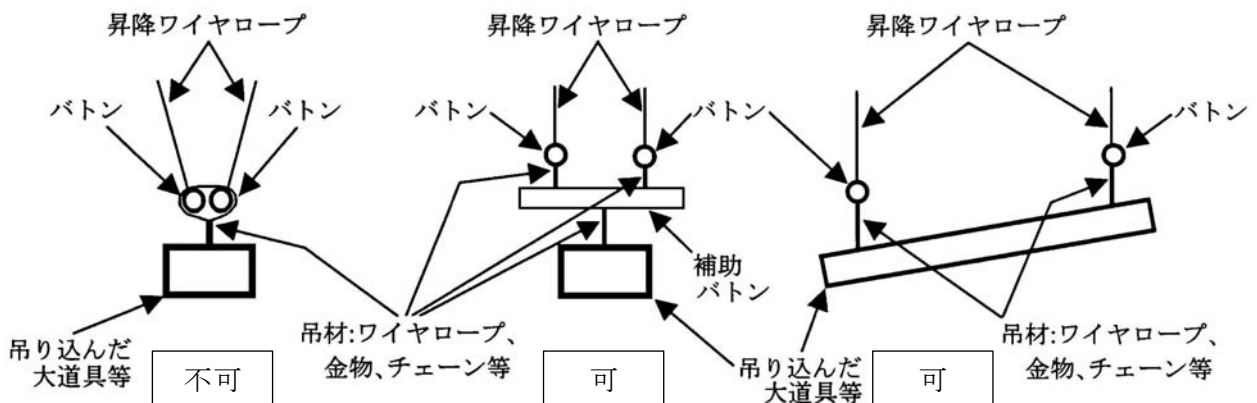 昇降ワイヤロープ
バトン
バトン
吊り込んだ
大道具等
不可
昇降ワイヤロープ
バトン
バトン
補助
バトン
吊材:ワイヤロープ、
金物、チェーン等
可
吊り込んだ
大道具等
昇降ワイヤロープ
バトン
吊材:ワイヤロープ、
金物、チェーン等
可